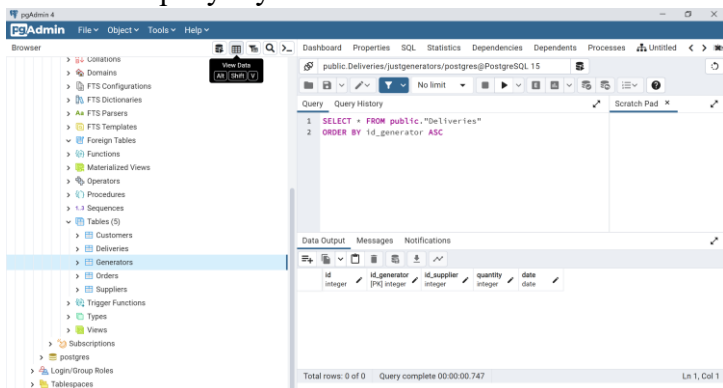 pgAdmin 4
pgAdmin File Object Tools Help
Browser
Collations
Domains
FTS Configurations
FTS Dictionaries
Aa FTS Parsers
FTS Templates
Foreign Tables
Functions
Materialized Views
Operators
Procedures
1..3 Sequences
Tables (5)
Customers
Deliveries
Generators
Orders
Suppliers
Trigger Functions
Types
Views
Subscriptions
postgres
Login/Group Roles
Tablespaces
View Data
Alt Shift V
Dashboard Properties SQL Statistics Dependencies Dependents Processes Untitled
public.Deliveries/justgenerators/postgres@PostgreSQL 15
No limit
Query Query History
Scratch Pad
1 SELECT * FROM public."Deliveries"
2 ORDER BY id_generator ASC
Data Output Messages Notifications
id integer
id_generator [PK] integer
id_supplier integer
quantity integer
date date
Total rows: 0 of 0 Query complete 00:00:00.747 Ln 1, Col 1